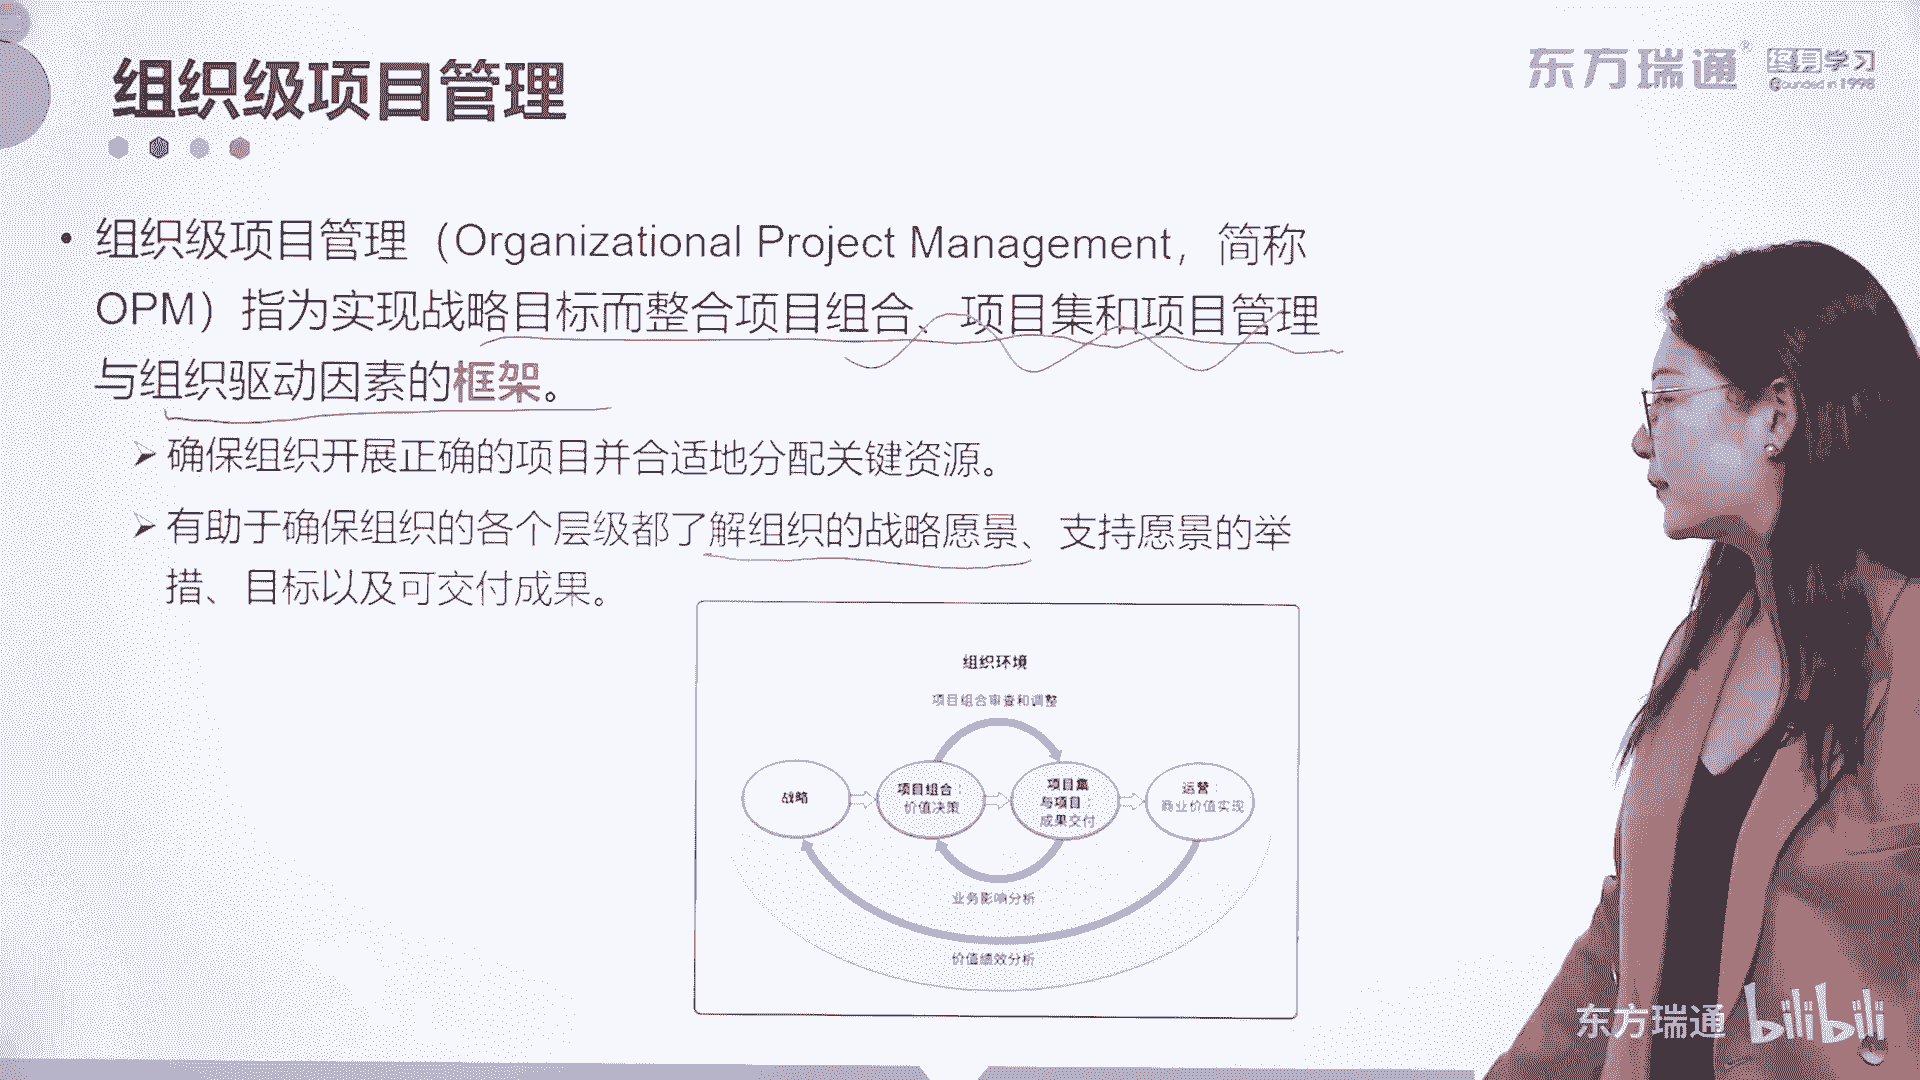 组织级项目管理
东方瑞通® 终身学习
Founded in 1998
• 组织级项目管理（Organizational Project Management，简称
OPM）指为实现战略目标而整合项目组合、项目集和项目管理
与组织驱动因素的框架。
➢ 确保组织开展正确的项目并合适地分配关键资源。
➢ 有助于确保组织的各个层级都了解组织的战略愿景、支持愿景的举
措、目标以及可交付成果。
组织环境
项目组合审查和调整
战略
项目组合：
价值决策
项目集
与项目：
成果交付
运营：
商业价值实现
业务影响分析
价值绩效分析
东方瑞通 bilibili